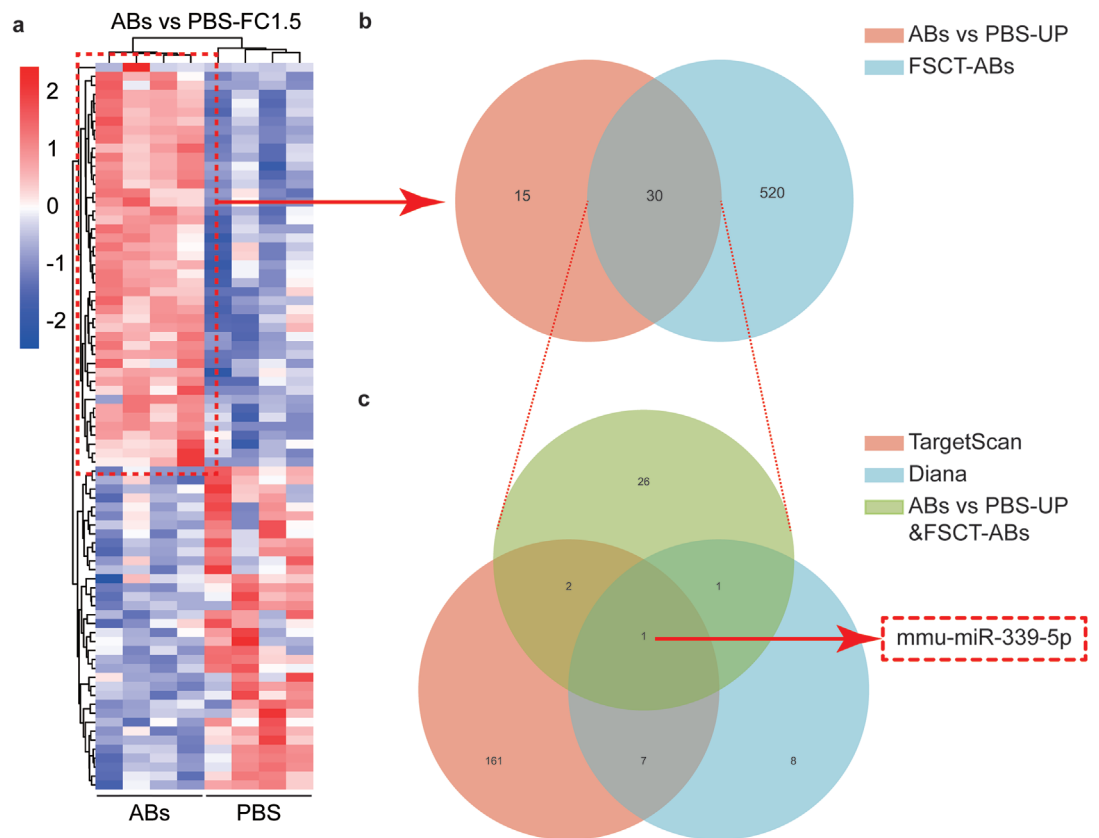 a
ABs vs PBS-FC1.5
2
1
0
-1
-2
ABs
PBS
b
ABs vs PBS-UP
FSCT-ABs
15
30
520
c
TargetScan
Diana
ABs vs PBS-UP
&FSCT-ABs
26
2
1
1
mmu-miR-339-5p
161
7
8